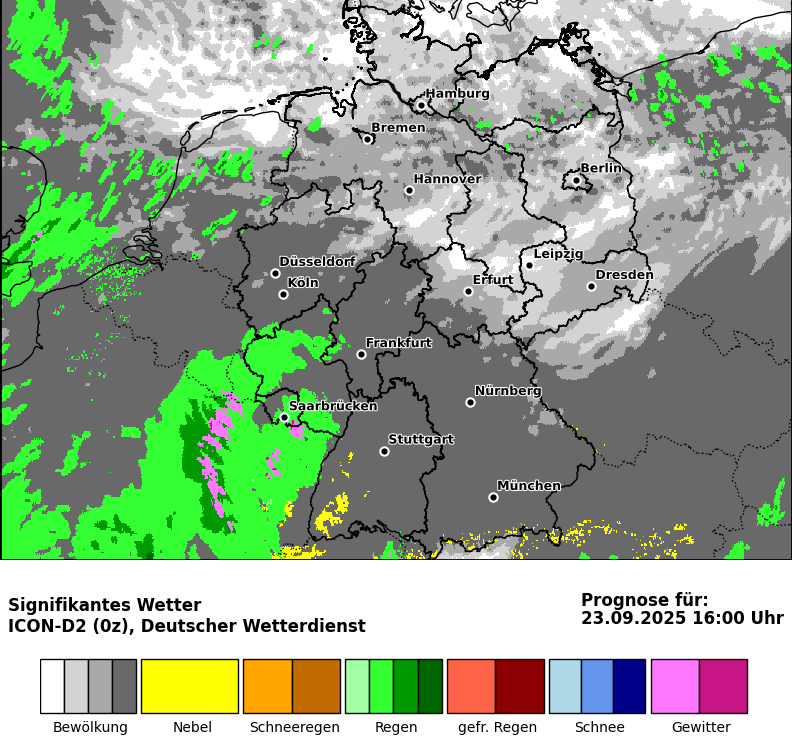 Hamburg
Bremen
Berlin
Hannover
Leipzig
Düsseldorf
Dresden
Erfurt
Köln
Frankfurt
Nürnberg
Saarbrücken
Stuttgart
München
Signifikantes Wetter
ICON-D2 (0z), Deutscher Wetterdienst
Prognose für:
23.09.2025 16:00 Uhr
Bewölkung Nebel Schneeregen Regen gefr. Regen Schnee Gewitter